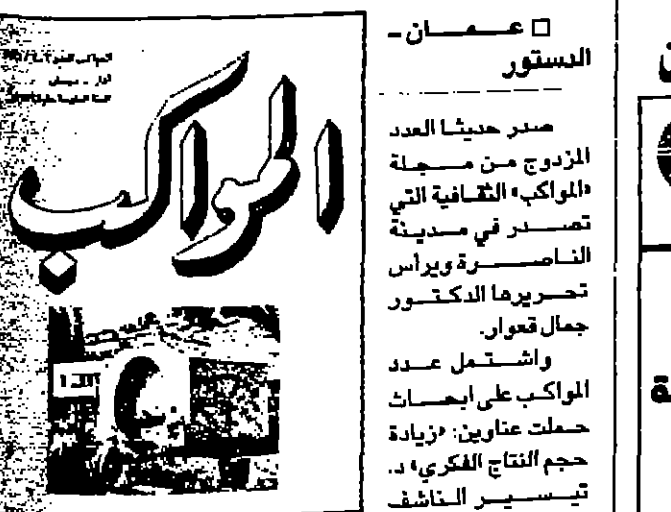 □ عـمـــان -
الدستور
صدر حديثا العدد
المزدوج من مجلة
«المواكب» الثقافية التي
تصدر في مدينة
الناصرة ويرأس
تحريرها الدكتور
جمال قعوار.
واشتمل عدد
المواكب على ابحاث
حملت عناوين: «زيادة
حجم النتاج الفكري» د.
تيسير الناشف
المواكب